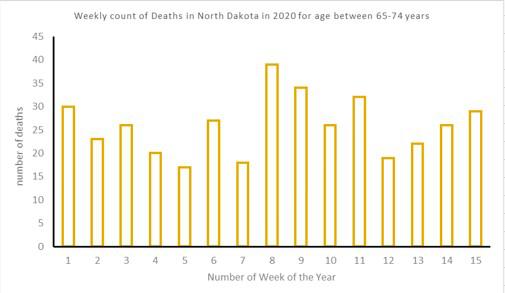 Weekly count of Deaths in North Dakota in 2020 for age between 65-74 years
number of deaths
45
40
35
30
25
20
15
10
5
0
1 2 3 4 5 6 7 8 9 10 11 12 13 14 15
Number of Week of the Year